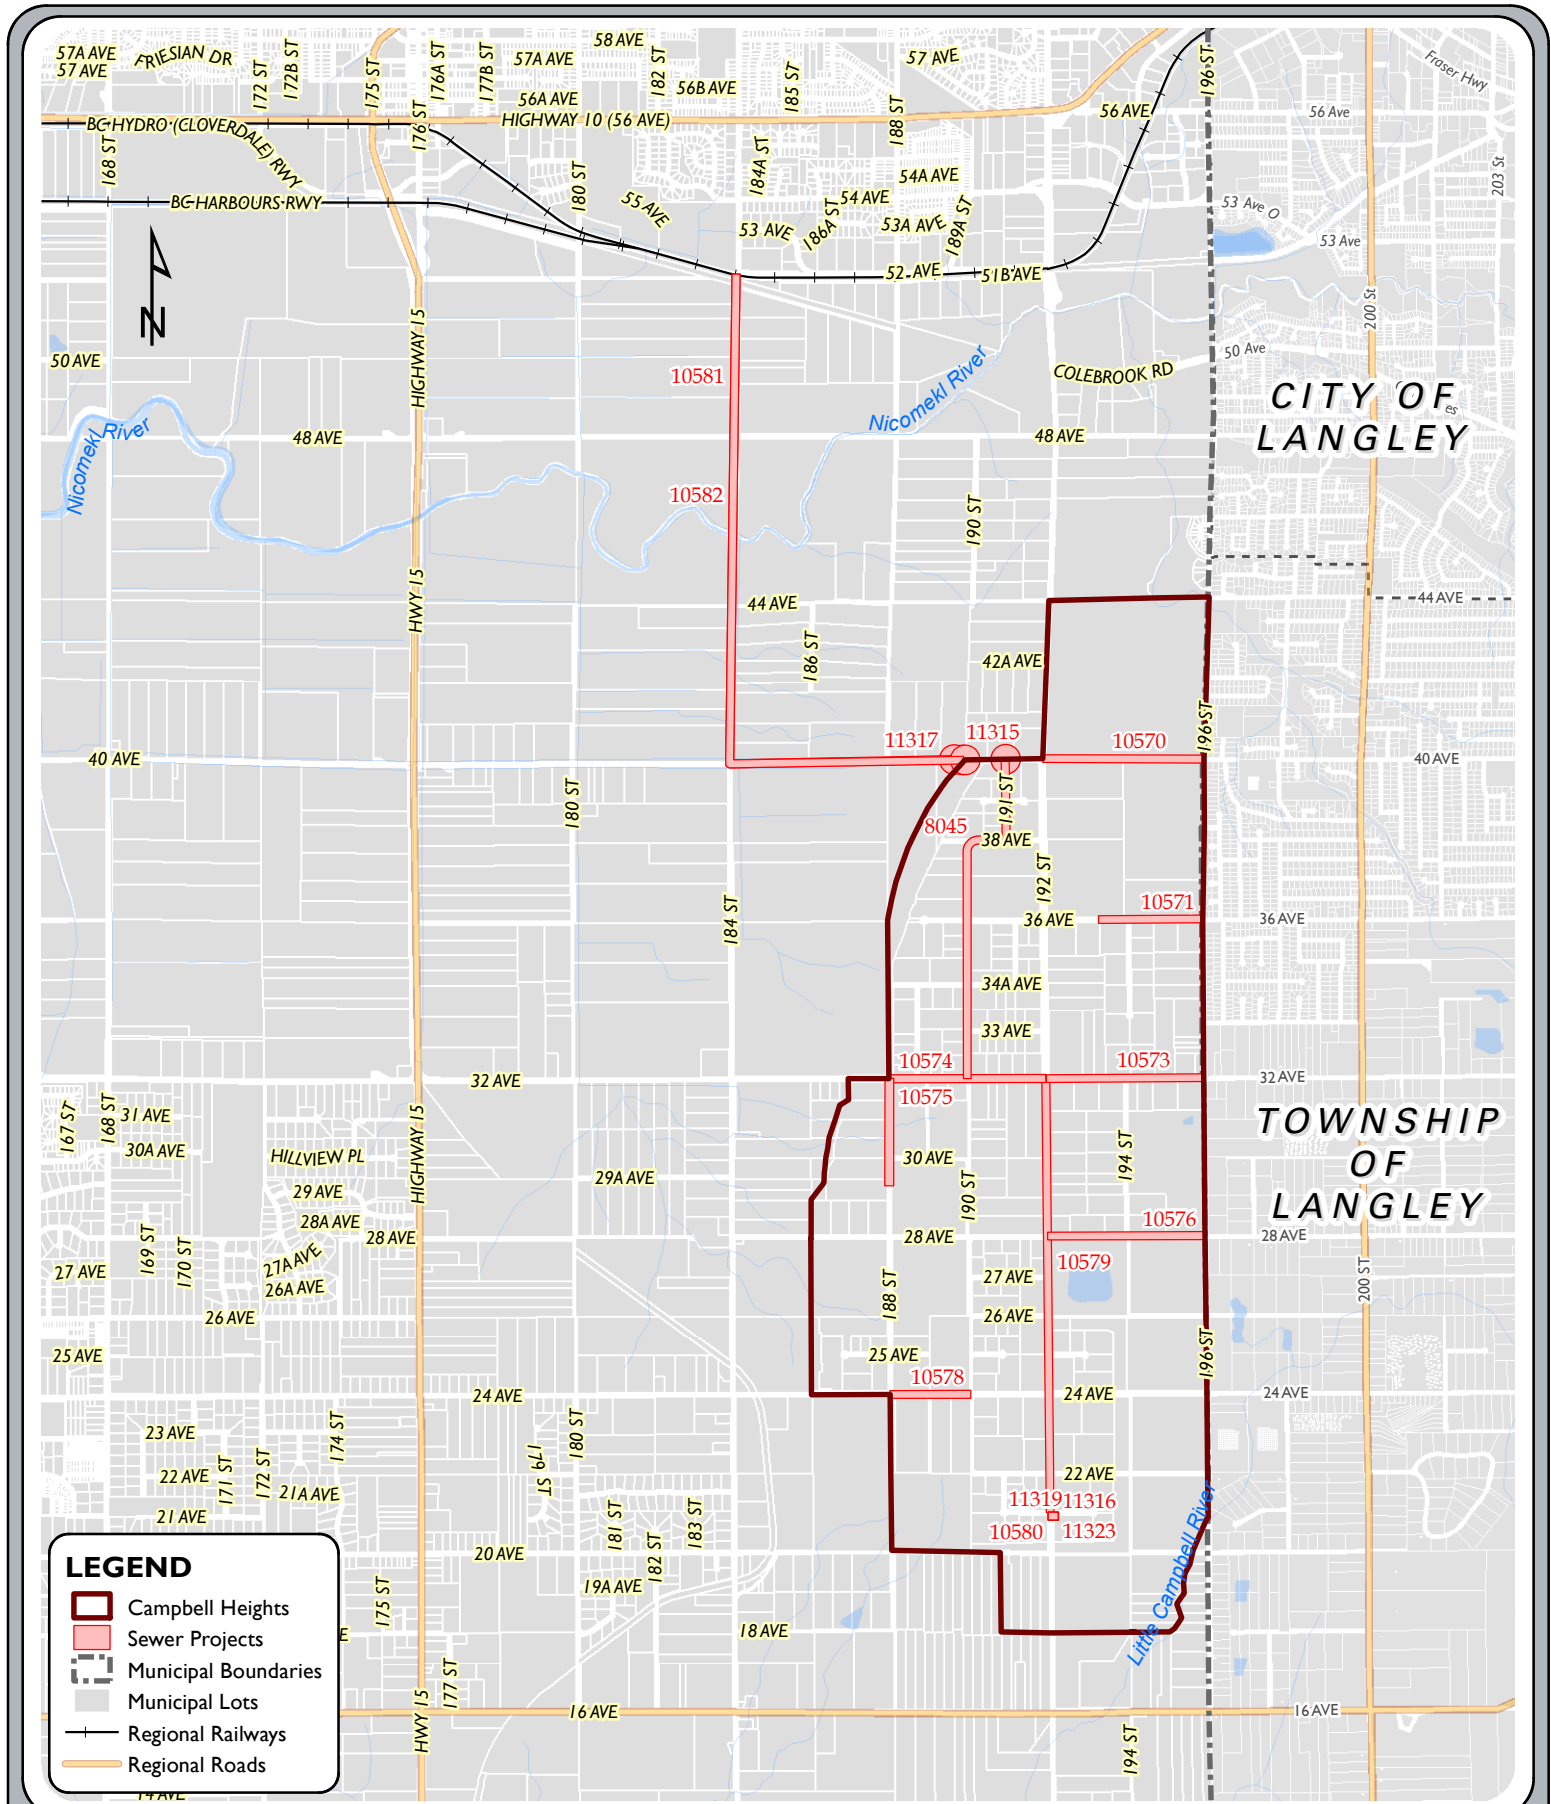 57A AVE
57 AVE
FRIESIAN DR
172 ST
172B ST
175 ST
176A ST
177B ST
57A AVE
58 AVE
182 ST
56B AVE
185 ST
57 AVE
196 ST
Fraser Hwy
56A AVE
HIGHWAY 10 (56 AVE)
188 ST
56 AVE
56 Ave
BC HYDRO (CLOVERDALE) RWY
176 ST
168 ST
180 ST
184A ST
54A AVE
203 St
BC HARBOURS RWY
55 AVE
54 AVE
53 AVE
186A ST
53A AVE
189A ST
53 Ave
53 Ave
52 AVE
51B AVE
N
200 St
HIGHWAY 15
50 AVE
10581
Nicomekl River
COLEBROOK RD
50 Ave
CITY OF
LANGLEY
es
Nicomekl River
48 AVE
48 AVE
10582
190 ST
HWY 15
44 AVE
44 AVE
186 ST
42A AVE
196 ST
11317
11315
10570
40 AVE
40 AVE
180 ST
191 ST
8045
38 AVE
192 ST
184 ST
10571
36 AVE
36 AVE
34A AVE
33 AVE
10574
10573
32 AVE
32 AVE
10575
167 ST
168 ST
31 AVE
30A AVE
HIGHWAY 15
HILLVIEW PL
30 AVE
194 ST
TOWNSHIP
OF
LANGLEY
29A AVE
190 ST
29 AVE
28A AVE
10576
169 ST
170 ST
28 AVE
28 AVE
28 AVE
27A AVE
27 AVE
26A AVE
10579
27 AVE
188 ST
200 ST
26 AVE
26 AVE
25 AVE
25 AVE
196 ST
10578
24 AVE
24 AVE
24 AVE
23 AVE
174 ST
180 ST
22 AVE
171 ST
172 ST
179 ST
22 AVE
21A AVE
21 AVE
181 ST
183 ST
11319
11316
10580
11323
182 ST
20 AVE
19A AVE
Little Campbell River
175 ST
18 AVE
E
177 ST
HWY 15
16 AVE
16 AVE
194 ST
LEGEND
Campbell Heights
Sewer Projects
Municipal Boundaries
Municipal Lots
Regional Railways
Regional Roads
14 AVE